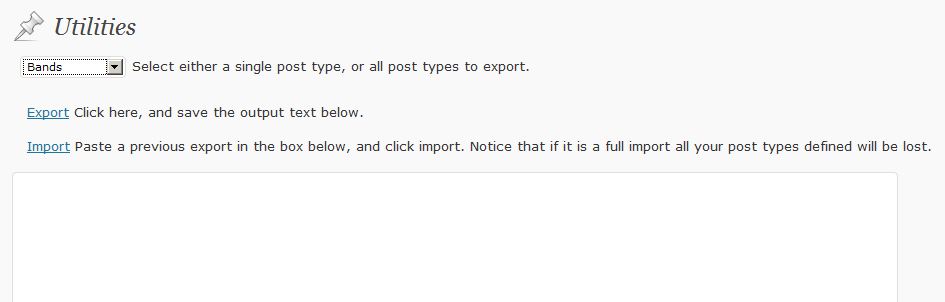 Utilities
Bands Select either a single post type, or all post types to export.
Export Click here, and save the output text below.
Import Paste a previous export in the box below, and click import. Notice that if it is a full import all your post types defined will be lost.